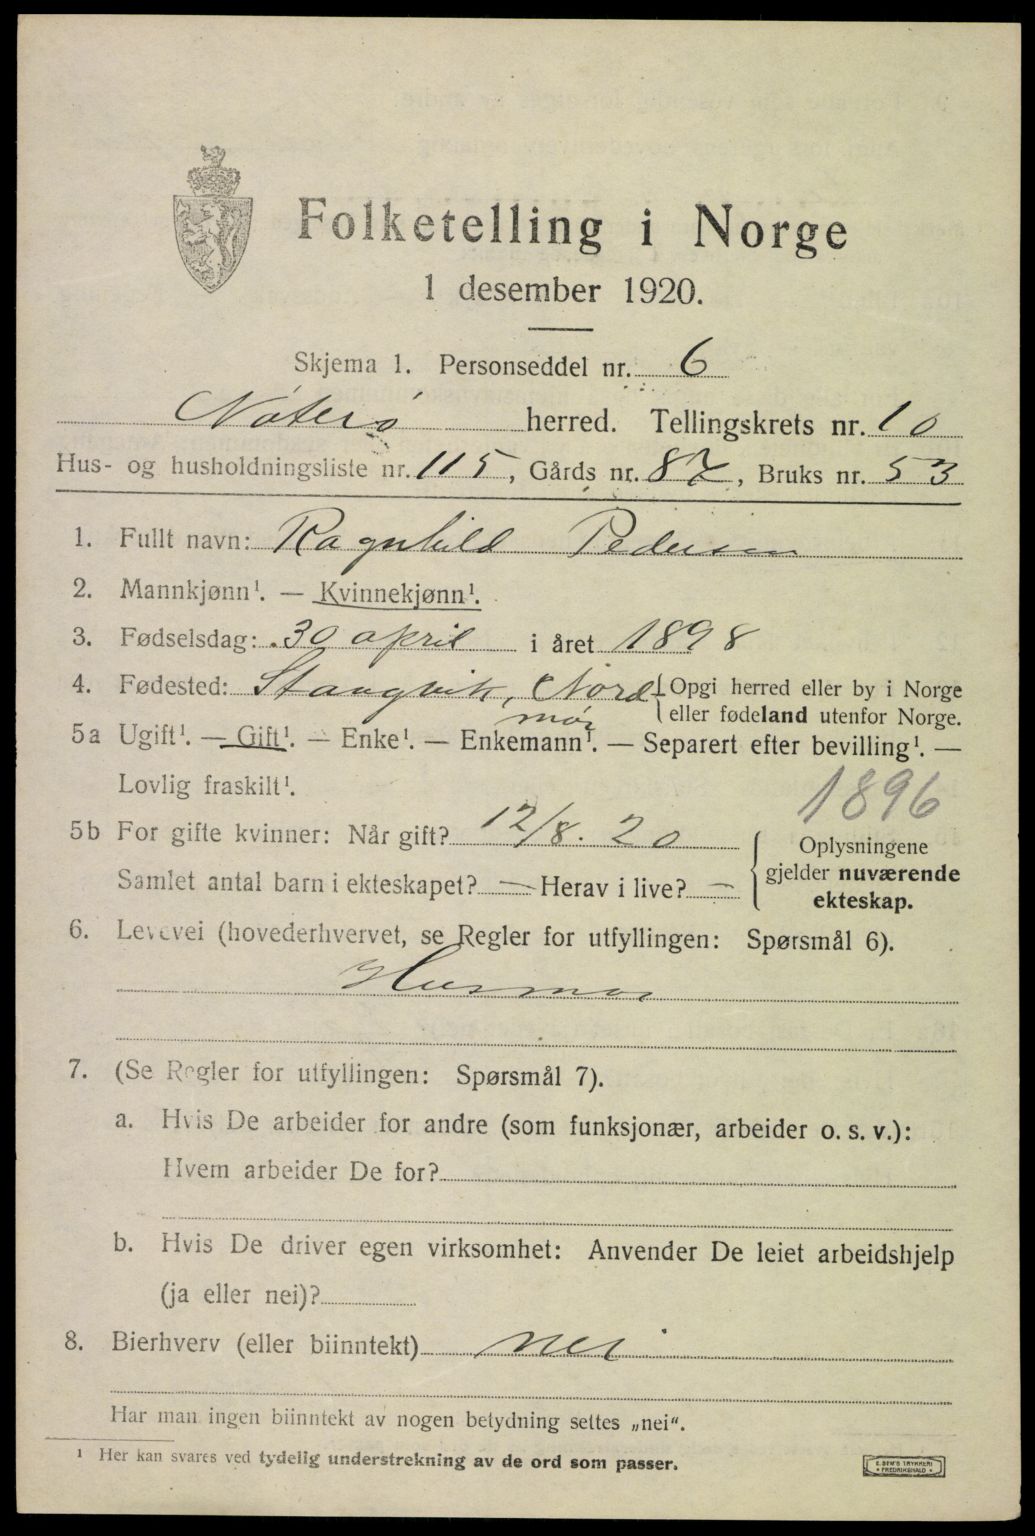 Folketelling i Norge
1 desember 1920.
Skjema 1. Personseddel nr. 6
Nøterø herred. Tellingskrets nr. 10
Hus- og husholdningsliste nr. 115, Gårds nr. 87, Bruks nr. 53
1. Fullt navn: Ragnhild Pedersen
2. Mannkjønn¹. — Kvinnekjønn¹.
3. Fødselsdag: 30 april i året 1898
4. Fødested: Stangvik, Nord Opgi herred eller by i Norge
mør eller fødeland utenfor Norge.
5a Ugift¹. — Gift¹. — Enke¹. — Enkemann¹. — Separert efter bevilling¹. —
Lovlig fraskilt¹. 1896
5b For gifte kvinner: Når gift? 12/8. 20 Oplysningene
gjelder nuværende
ekteskap.
Samlet antal barn i ekteskapet? — Herav i live? —
6. Levevei (hovederhvervet, se Regler for utfyllingen: Spørsmål 6).
Husmor
7. (Se Regler for utfyllingen: Spørsmål 7).
a. Hvis De arbeider for andre (som funksjonær, arbeider o. s. v.):
Hvem arbeider De for?
b. Hvis De driver egen virksomhet: Anvender De leiet arbeidshjelp
(ja eller nei)?
8. Bierhverv (eller biinntekt) nei
Har man ingen biinntekt av nogen betydning settes „nei“.
¹ Her kan svares ved tydelig understrekning av de ord som passer.
E. SEM'S TRYKKERI
FREDRIKSHALD